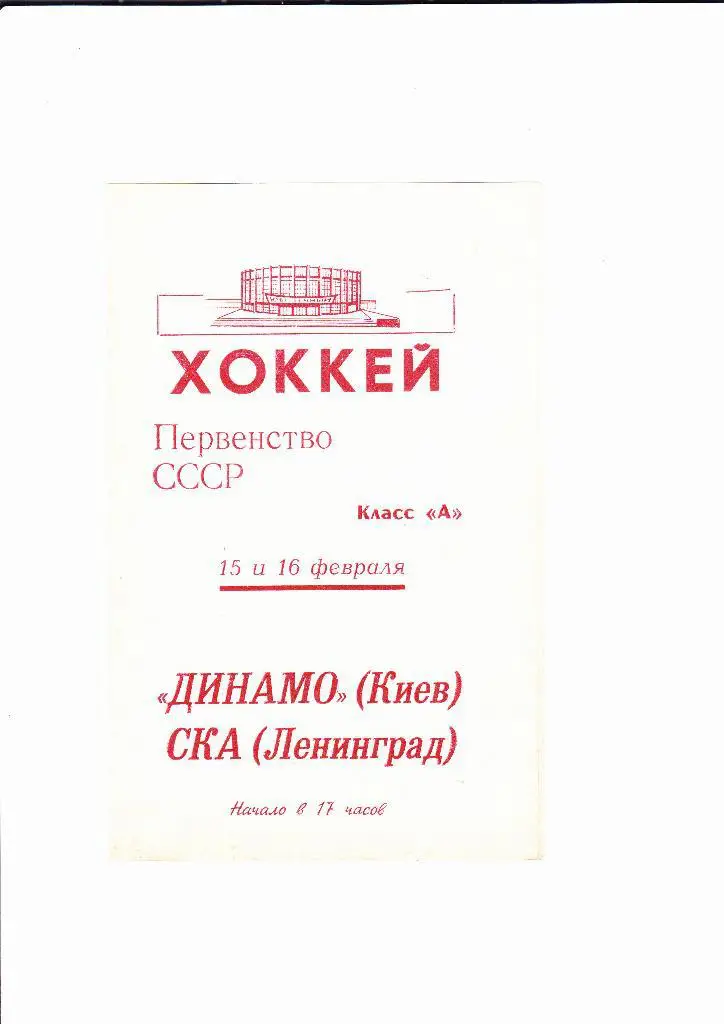 ХОККЕЙ
Первенство
СССР
Класс «А»
15 и 16 февраля
«ДИНАМО» (Киев)
СКА (Ленинград)
Начало в 17 часов